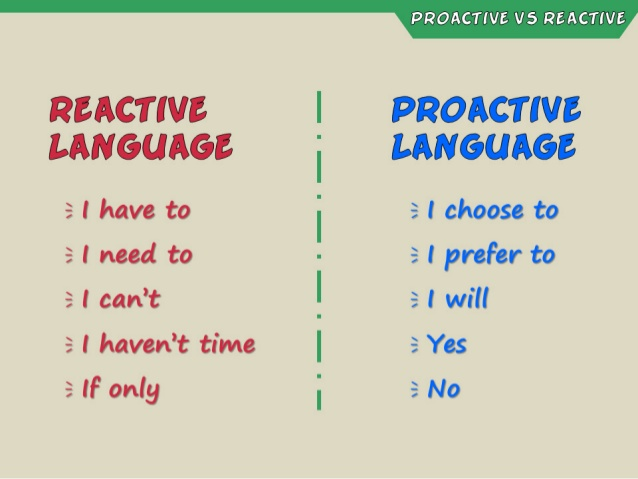 PROACTIVE VS REACTIVE
REACTIVE
LANGUAGE
I have to
I need to
I can't
I haven't time
If only
PROACTIVE
LANGUAGE
I choose to
I prefer to
I will
Yes
No